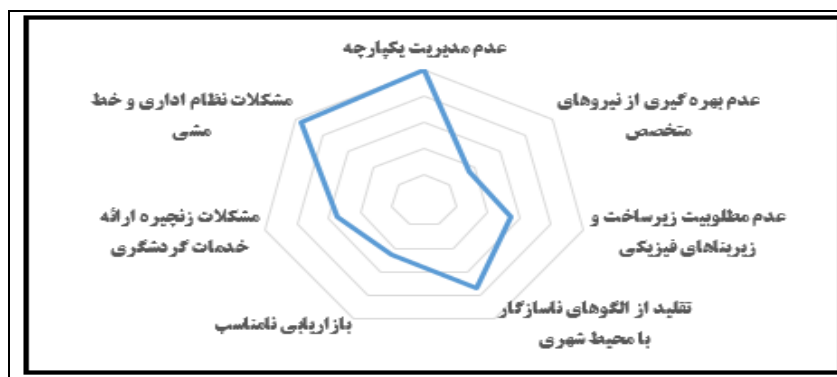 عدم مدیریت یکپارچه
عدم بهره گیری از نیروهای
متخصص
عدم مطلوبیت زیرساخت و
زیربناهای فیزیکی
تقلید از الگوهای ناسازگار
با محیط شهری
بازاریابی نامناسب
مشکلات زنجیره ارائه
خدمات گردشگری
مشکلات نظام اداری و خط
مشی